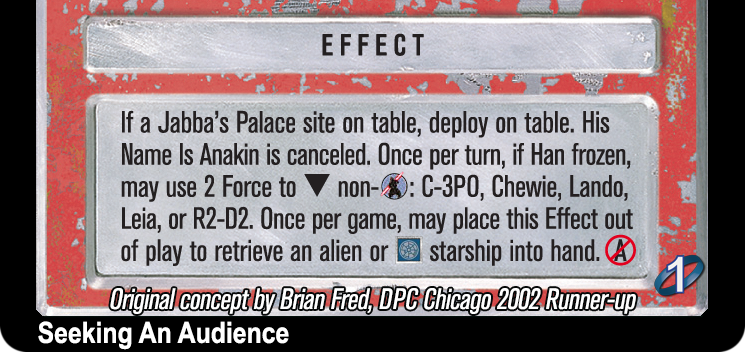 EFFECT
If a Jabba's Palace site on table, deploy on table. His
Name Is Anakin is canceled. Once per turn, if Han frozen,
may use 2 Force to ▼ non-: C-3PO, Chewie, Lando,
Leia, or R2-D2. Once per game, may place this Effect out
of play to retrieve an alien or starship into hand. A
1
Original concept by Brian Fred, DPC Chicago 2002 Runner-up
Seeking An Audience